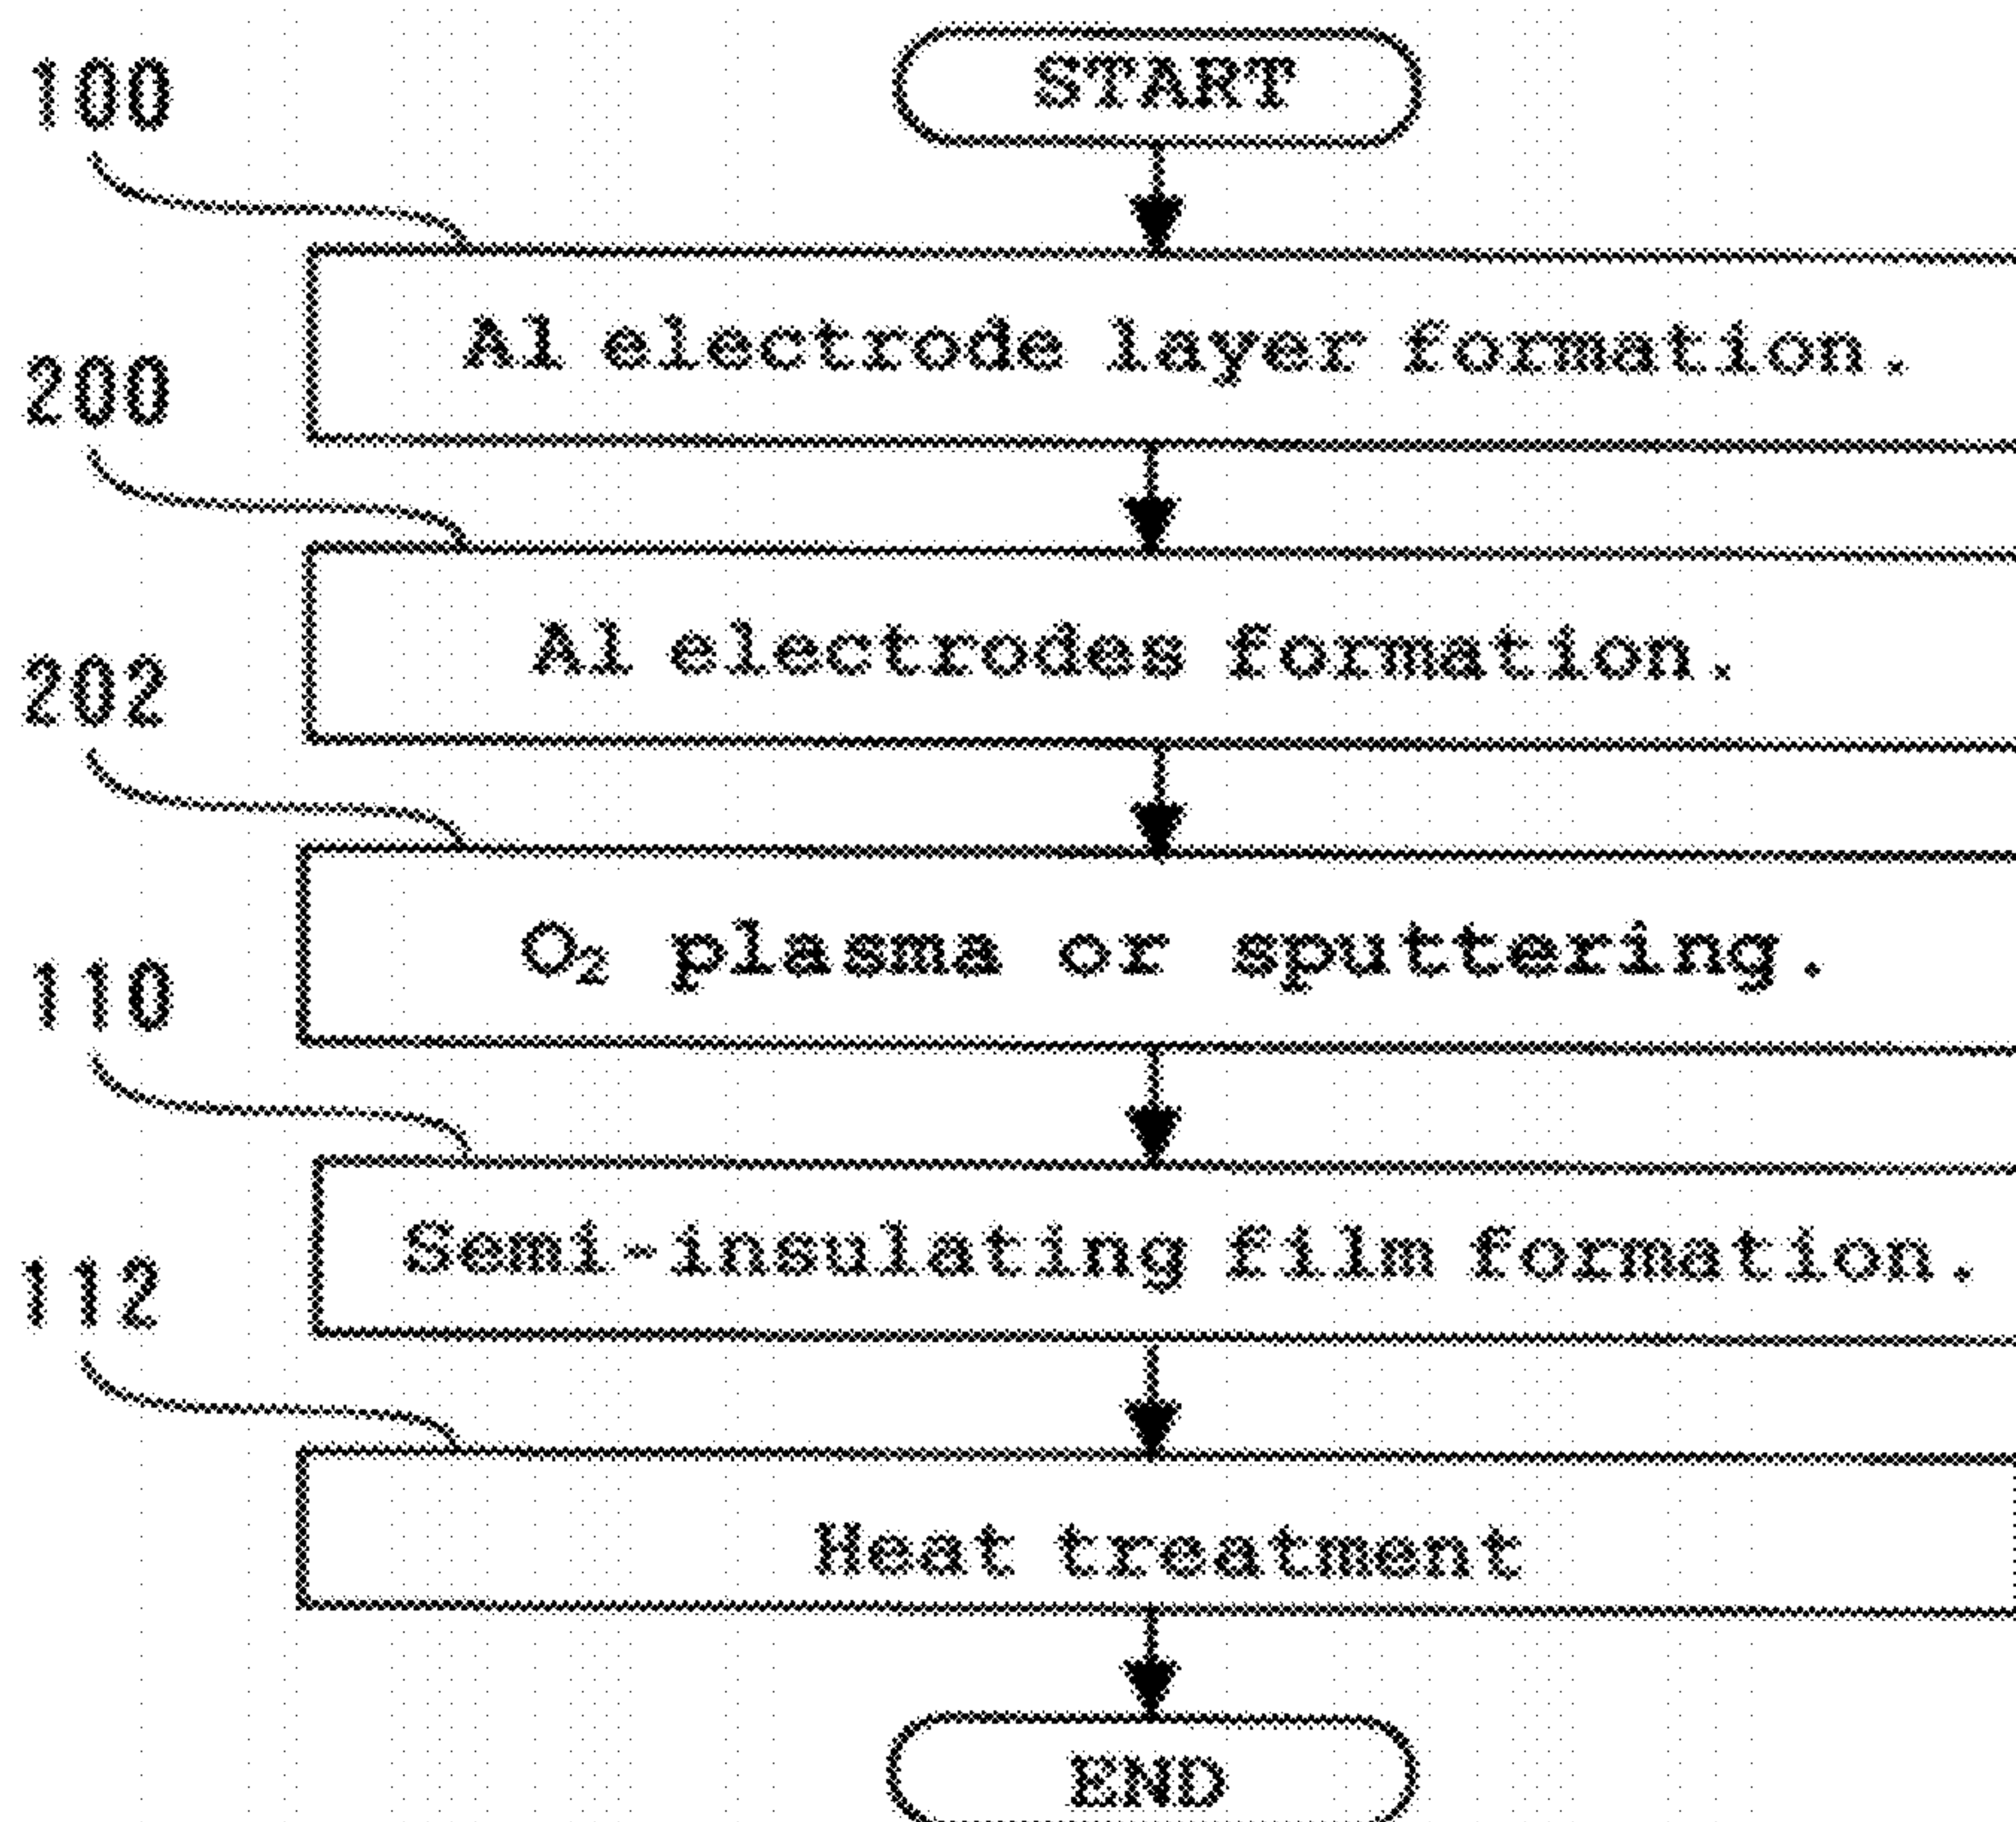 START
100
Al electrode layer formation.
200
Al electrodes formation.
202
O₂ plasma or sputtering.
110
Semi-insulating film formation.
112
Heat treatment
END